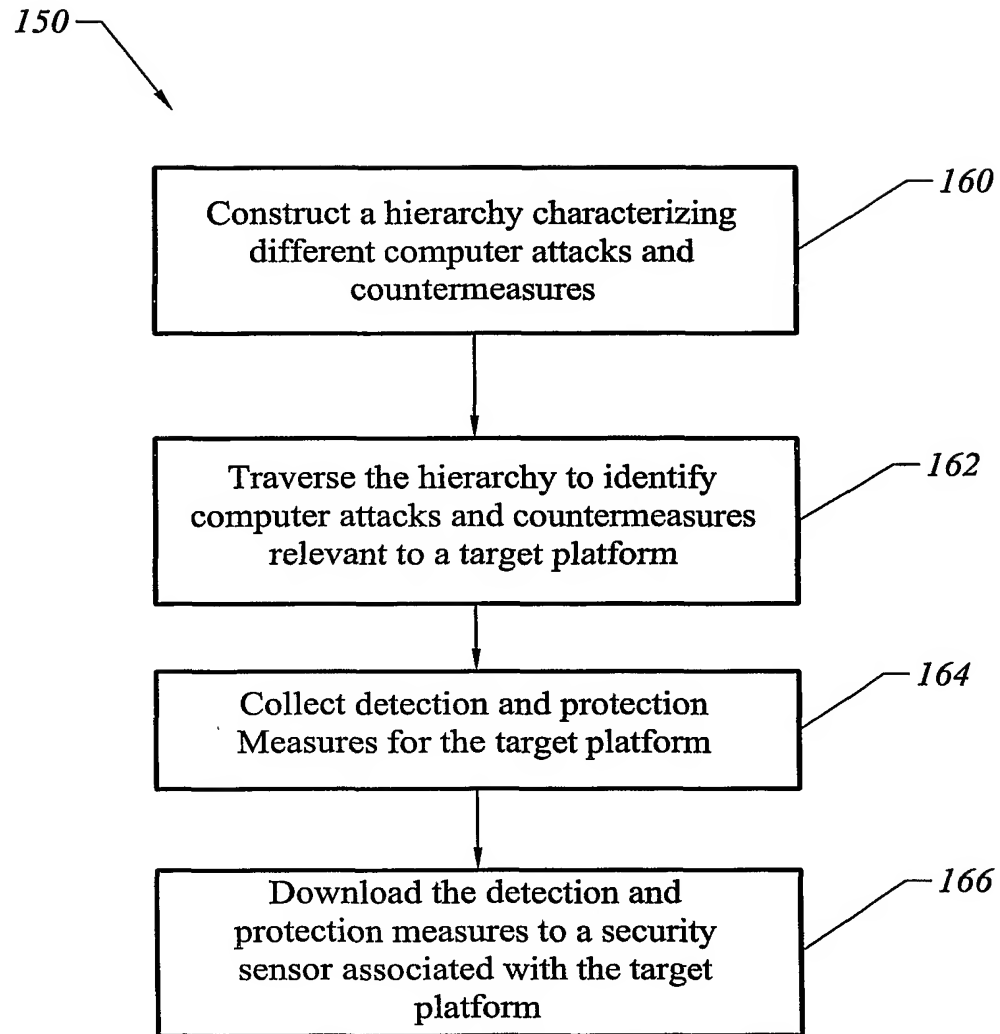 150
160
Construct a hierarchy characterizing
different computer attacks and
countermeasures
162
Traverse the hierarchy to identify
computer attacks and countermeasures
relevant to a target platform
164
Collect detection and protection
Measures for the target platform
166
Download the detection and
protection measures to a security
sensor associated with the target
platform